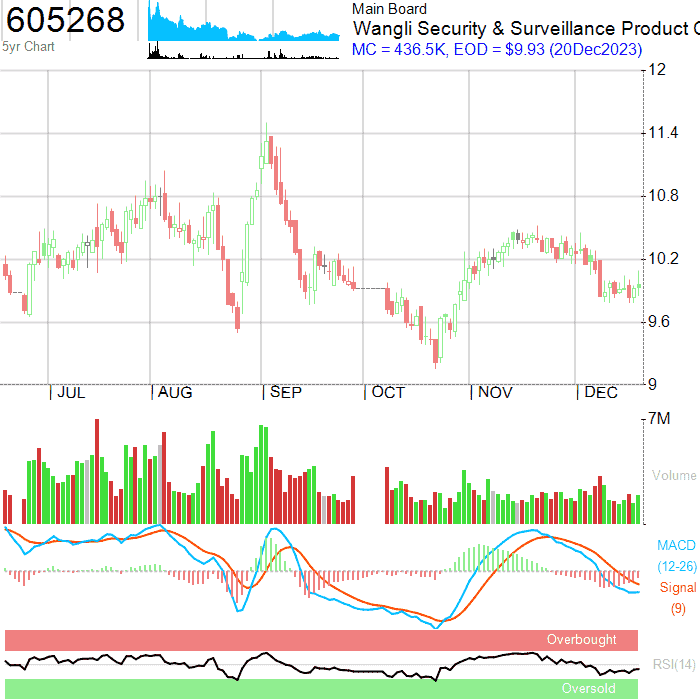 605268
5yr Chart
Main Board
Wangli Security & Surveillance Product C
MC = 436.5K, EOD = $9.93 (20Dec2023)
12
11.4
10.8
10.2
9.6
9
JUL
AUG
SEP
OCT
NOV
DEC
7M
Volume
MACD
(12-26)
Signal
(9)
Overbought
RSI(14)
Oversold